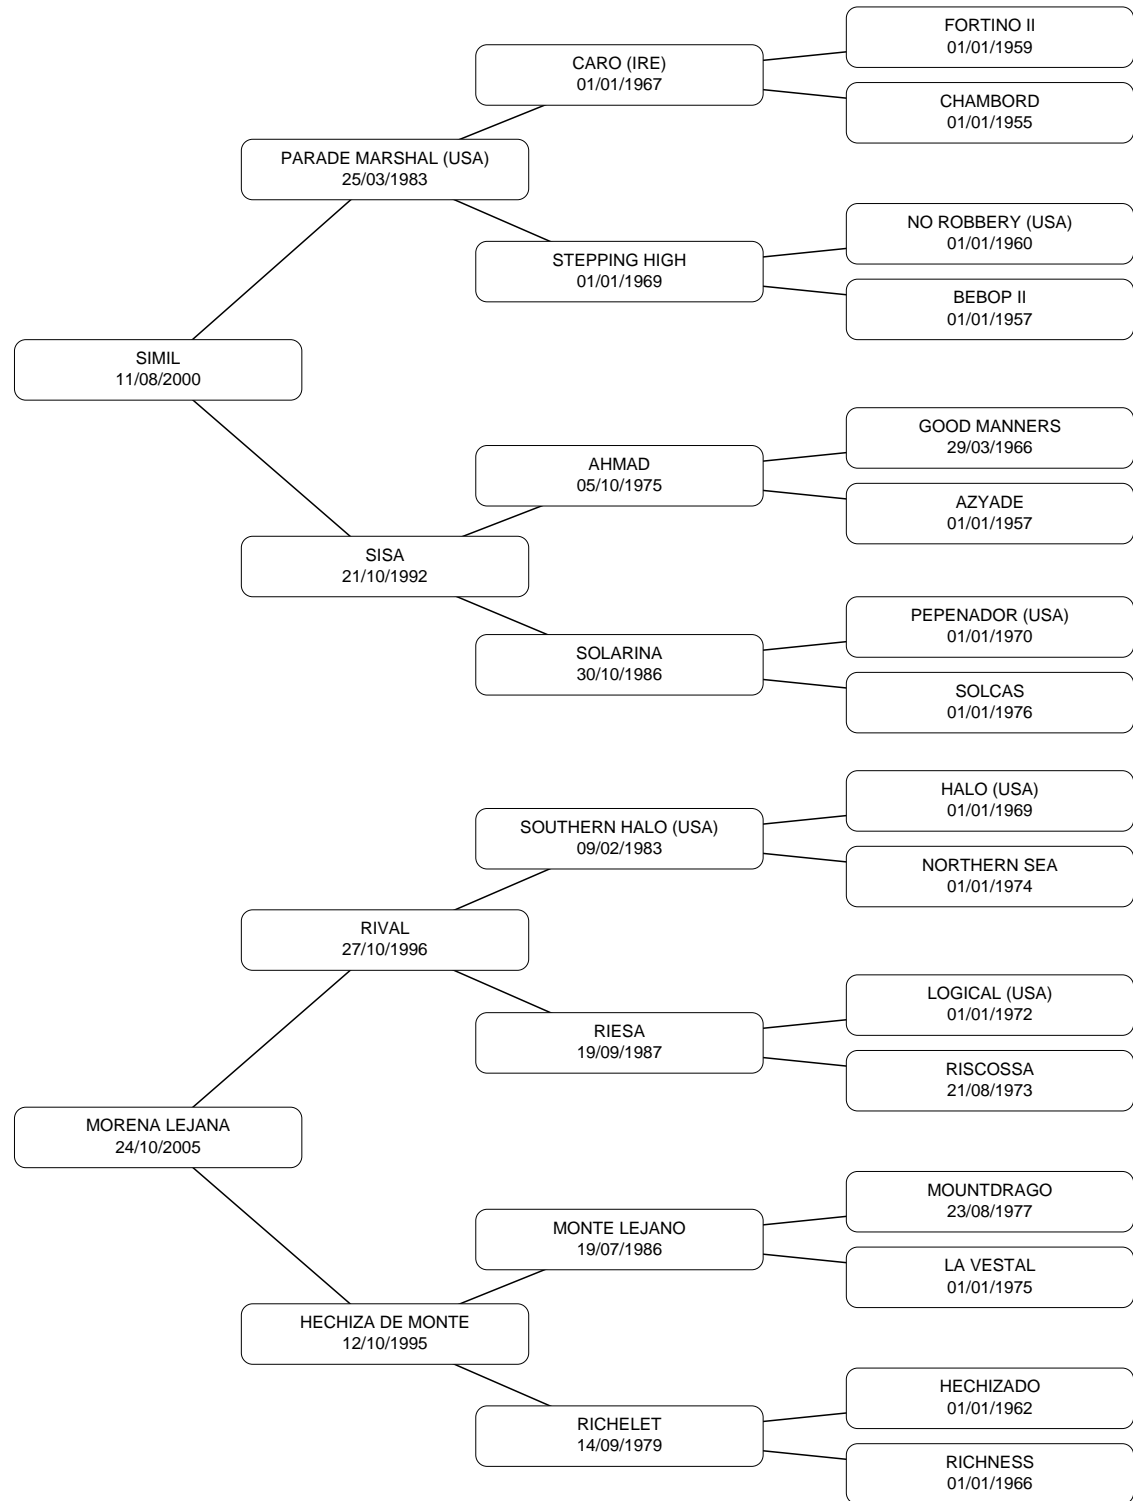 FORTINO II
01/01/1959
CARO (IRE)
01/01/1967
CHAMBORD
01/01/1955
PARADE MARSHAL (USA)
25/03/1983
NO ROBBERY (USA)
01/01/1960
STEPPING HIGH
01/01/1969
BEBOP II
01/01/1957
SIMIL
11/08/2000
GOOD MANNERS
29/03/1966
AHMAD
05/10/1975
AZYADE
01/01/1957
SISA
21/10/1992
PEPENADOR (USA)
01/01/1970
SOLARINA
30/10/1986
SOLCAS
01/01/1976
HALO (USA)
01/01/1969
SOUTHERN HALO (USA)
09/02/1983
NORTHERN SEA
01/01/1974
RIVAL
27/10/1996
LOGICAL (USA)
01/01/1972
RIESA
19/09/1987
RISCOSSA
21/08/1973
MORENA LEJANA
24/10/2005
MOUNTDRAGO
23/08/1977
MONTE LEJANO
19/07/1986
LA VESTAL
01/01/1975
HECHIZA DE MONTE
12/10/1995
HECHIZADO
01/01/1962
RICHELET
14/09/1979
RICHNESS
01/01/1966